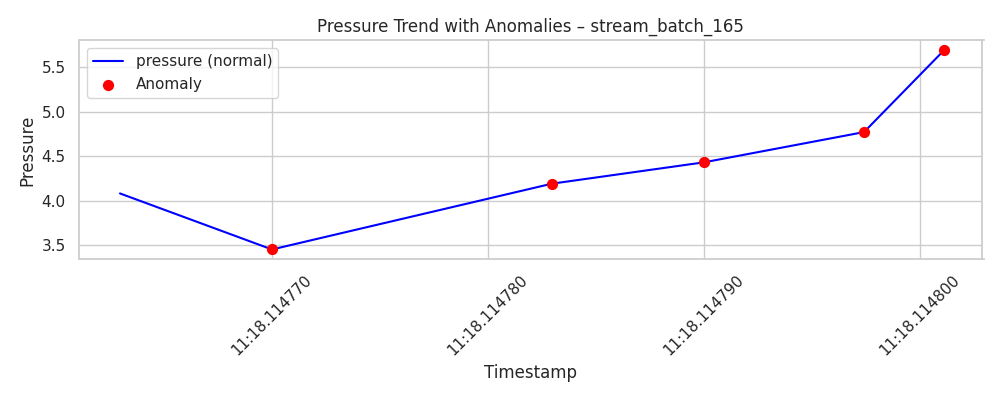 Pressure Trend with Anomalies – stream_batch_165
pressure (normal)
Anomaly
Pressure
5.5
5.0
4.5
4.0
3.5
11:18.114770
11:18.114780
11:18.114790
11:18.114800
Timestamp